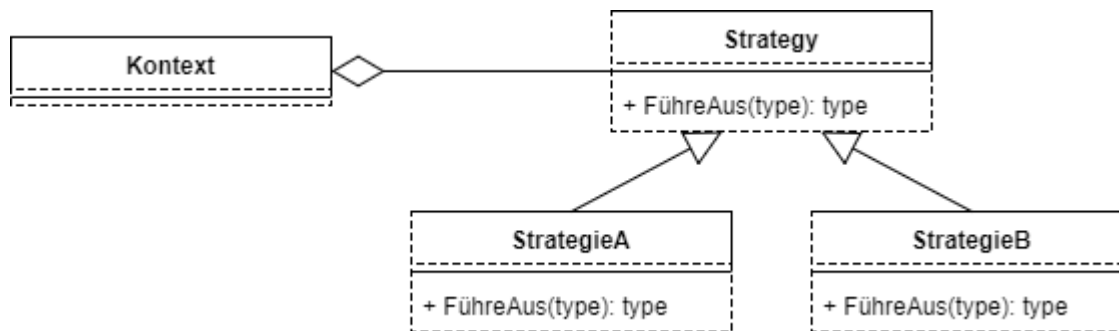 Kontext
Strategy
+ FühreAus(type): type
StrategieA
+ FühreAus(type): type
StrategieB
+ FühreAus(type): type